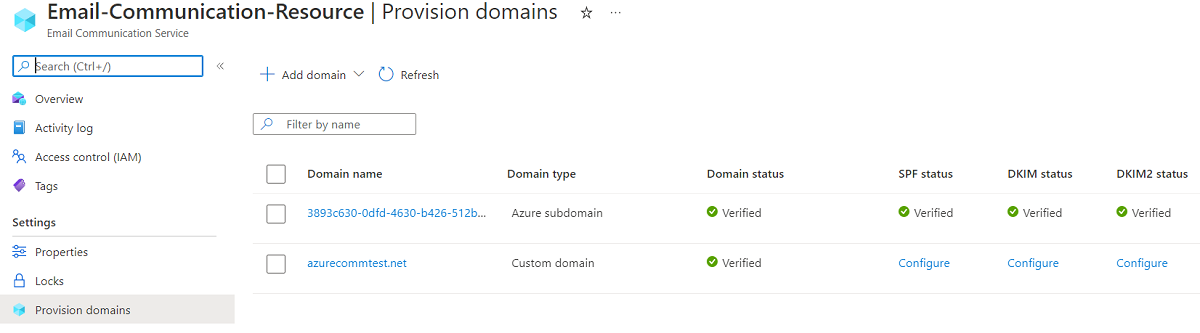 Email-Communication-Resource | Provision domains ☆ ···
Email Communication Service
Search (Ctrl+/) «
Add domain Refresh
Overview
Activity log
Filter by name
Access control (IAM)
Domain name Domain type Domain status SPF status DKIM status DKIM2 status
Tags
3893c630-0dfd-4630-b426-512b... Azure subdomain Verified Verified Verified Verified
Settings
Properties
azurecommtest.net Custom domain Verified Configure Configure Configure
Locks
Provision domains